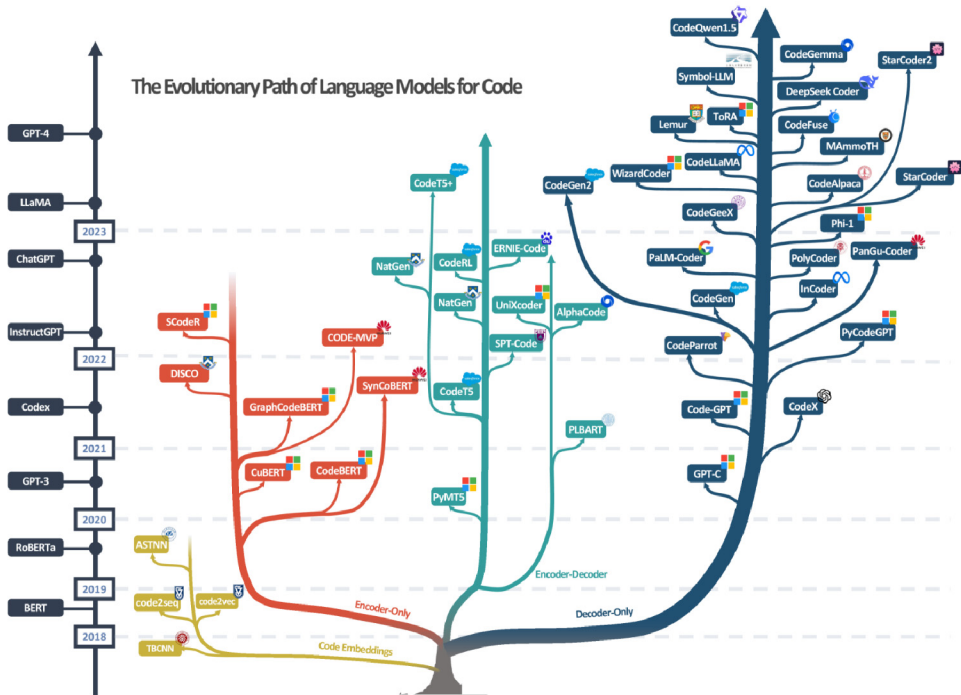 The Evolutionary Path of Language Models for Code
GPT-4
LLaMA
2023
ChatGPT
InstructGPT
2022
Codex
2021
GPT-3
2020
RoBERTa
2019
BERT
2018
ASTNN
code2seq
code2vec
TBCNN
Code Embeddings
SCodeR
CODE-MVP
DISCO
SynCoBERT
GraphCodeBERT
CuBERT
CodeBERT
Encoder-Only
CodeT5+
NatGen
CodeRL
ERNIE-Code
NatGen
UniXcoder
AlphaCode
SPT-Code
CodeT5
PLBART
PyMT5
Encoder-Decoder
CodeQwen1.5
CodeGemma
StarCoder2
Symbol-LLM
DeepSeek Coder
Lemur
ToRA
CodeFuse
MAmmoTH
CodeGen2
WizardCoder
CodeLLaMA
CodeAlpaca
StarCoder
CodeGeeX
Phi-1
PaLM-Coder
PolyCoder
PanGu-Coder
CodeGen
InCoder
CodeParrot
PyCodeGPT
Code-GPT
CodeX
GPT-C
Decoder-Only